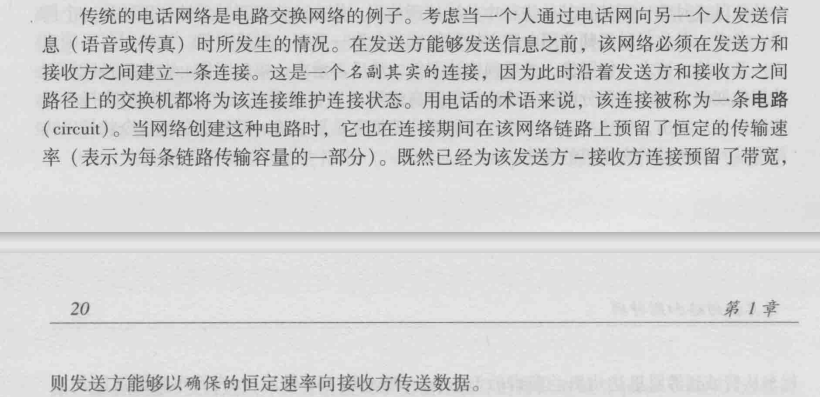 传统的电话网络是电路交换网络的例子。考虑当一个人通过电话网向另一个人发送信
息（语音或传真）时所发生的情况。在发送方能够发送信息之前，该网络必须在发送方和
接收方之间建立一条连接。这是一个名副其实的连接，因为此时沿着发送方和接收方之间
路径上的交换机都将为该连接维护连接状态。用电话的术语来说，该连接被称为一条电路
（circuit）。当网络创建这种电路时，它也在连接期间在该网络链路上预留了恒定的传输速
率（表示为每条链路传输容量的一部分）。既然已经为该发送方－接收方连接预留了带宽，
20 第1章
则发送方能够以确保的恒定速率向接收方传送数据。